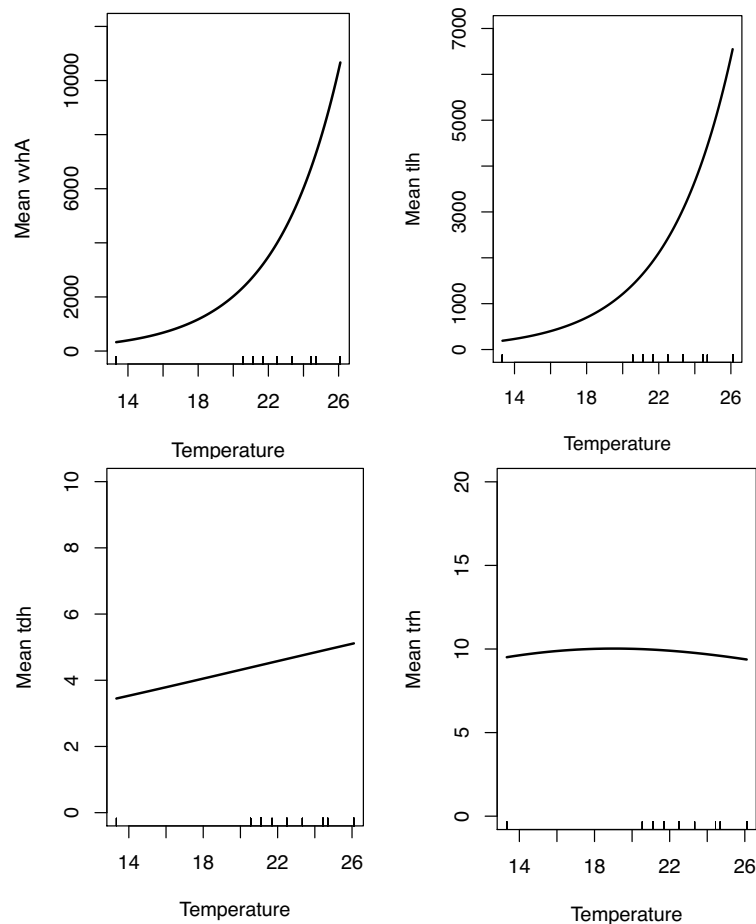 Mean vvhA
10000
6000
2000
0
14 18 22 26
Temperature
Mean tlh
7000
5000
3000
1000
0
14 18 22 26
Temperature
Mean tdh
10
8
6
4
2
0
14 18 22 26
Temperature
Mean trh
20
15
10
5
0
14 18 22 26
Temperature